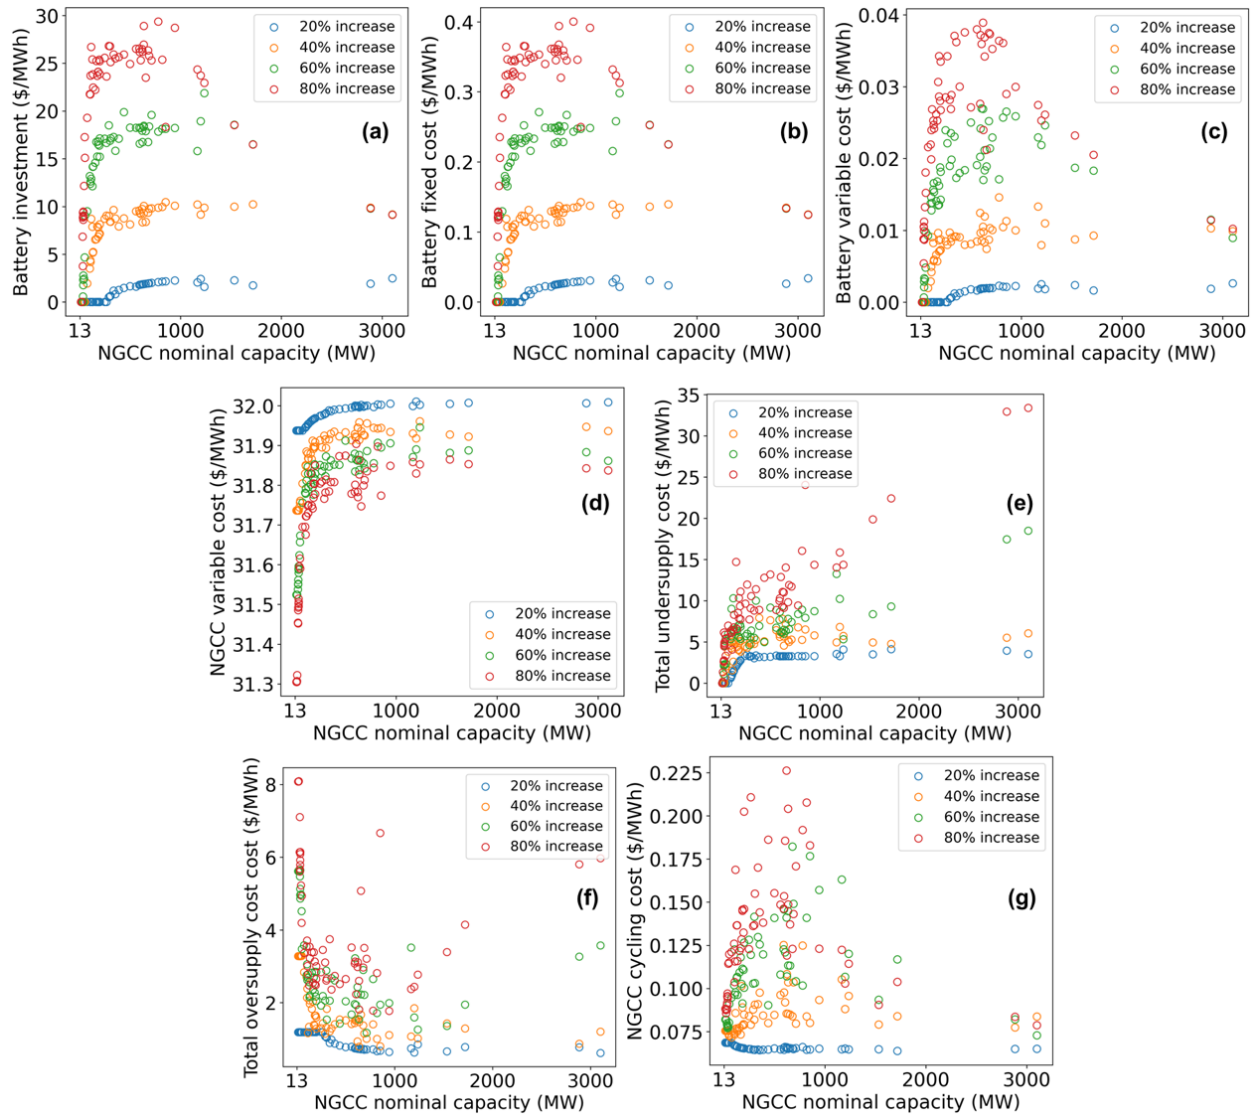 30
25
20
15
10
5
0
Battery investment ($/MWh)
20% increase
40% increase
60% increase
80% increase
(a)
13 1000 2000 3000
NGCC nominal capacity (MW)
0.4
0.3
0.2
0.1
0.0
Battery fixed cost ($/MWh)
20% increase
40% increase
60% increase
80% increase
(b)
13 1000 2000 3000
NGCC nominal capacity (MW)
0.04
0.03
0.02
0.01
0.00
Battery variable cost ($/MWh)
20% increase
40% increase
60% increase
80% increase
(c)
13 1000 2000 3000
NGCC nominal capacity (MW)
32.0
31.9
31.8
31.7
31.6
31.5
31.4
31.3
NGCC variable cost ($/MWh)
(d)
20% increase
40% increase
60% increase
80% increase
13 1000 2000 3000
NGCC nominal capacity (MW)
35
30
25
20
15
10
5
0
Total undersupply cost ($/MWh)
20% increase
40% increase
60% increase
80% increase
(e)
13 1000 2000 3000
NGCC nominal capacity (MW)
8
6
4
2
Total oversupply cost cost ($/MWh)
20% increase
40% increase
60% increase
80% increase
(f)
13 1000 2000 3000
NGCC nominal capacity (MW)
0.225
0.200
0.175
0.150
0.125
0.100
0.075
NGCC cycling cost ($/MWh)
20% increase
40% increase
60% increase
80% increase
(g)
13 1000 2000 3000
NGCC nominal capacity (MW)